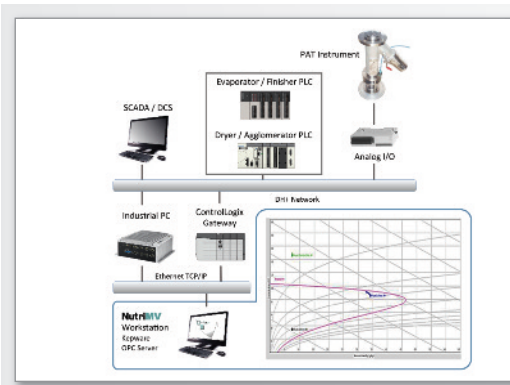 PAT Instrument
Evaporator / Finisher PLC
SCADA / DCS
Dryer / Agglomerator PLC
Analog I/O
DH+ Network
Industrial PC
ControlLogix
Gateway
Ethernet TCP/IP
NutriMV
Workstation
Kepware
OPC Server